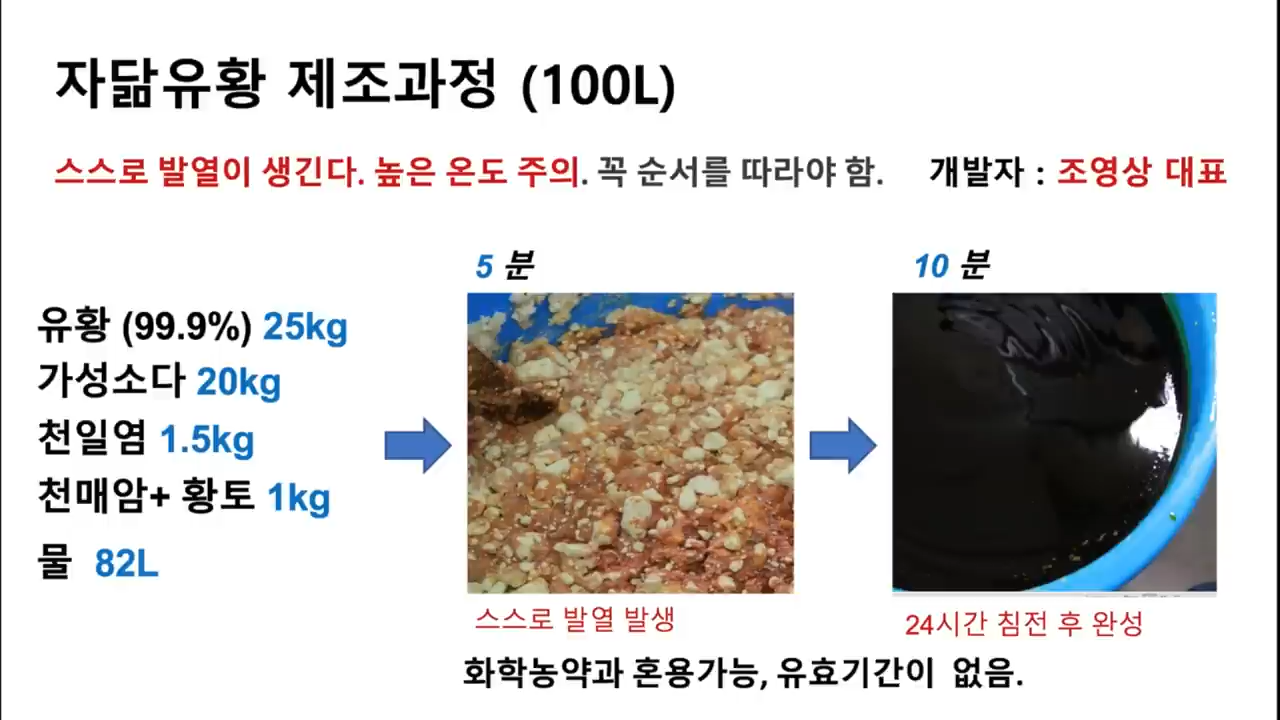 자닮유황 제조과정 (100L)
스스로 발열이 생긴다. 높은 온도 주의. 꼭 순서를 따라야 함. 개발자 : 조영상 대표
5 분
10 분
유황 (99.9%) 25kg
가성소다 20kg
천일염 1.5kg
천매암+ 황토 1kg
물 82L
스스로 발열 발생
24시간 침전 후 완성
화학농약과 혼용가능, 유효기간이 없음.